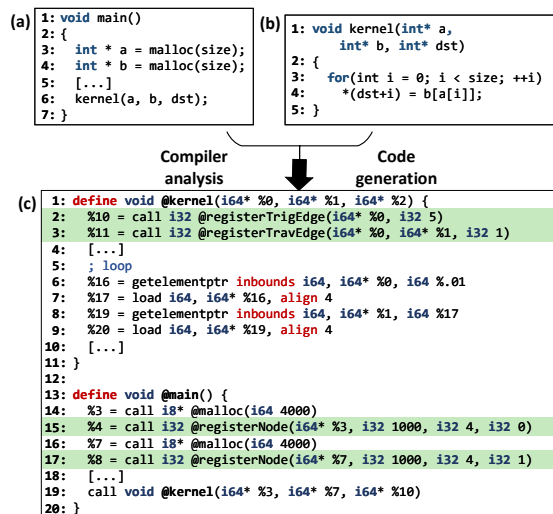 (a)
1: void main()
2: {
3: int * a = malloc(size);
4: int * b = malloc(size);
5: [...]
6: kernel(a, b, dst);
7: }
(b)
1: void kernel(int* a,
int* b, int* dst)
2: {
3: for(int i = 0; i < size; ++i)
4: *(dst+i) = b[a[i]];
5: }
Compiler analysis
Code generation
(c)
1: define void @kernel(i64* %0, i64* %1, i64* %2) {
2: %10 = call i32 @registerTrigEdge(i64* %0, i32 5)
3: %11 = call i32 @registerTravEdge(i64* %0, i64* %1, i32 1)
4: [...]
5: ; loop
6: %16 = getelementptr inbounds i64, i64* %0, i64 %.01
7: %17 = load i64, i64* %16, align 4
8: %19 = getelementptr inbounds i64, i64* %1, i64 %17
9: %20 = load i64, i64* %19, align 4
10: [...]
11: }
12:
13: define void @main() {
14: %3 = call i8* @malloc(i64 4000)
15: %4 = call i32 @registerNode(i64* %3, i32 1000, i32 4, i32 0)
16: %7 = call i8* @malloc(i64 4000)
17: %8 = call i32 @registerNode(i64* %7, i32 1000, i32 4, i32 1)
18: [...]
19: call void @kernel(i64* %3, i64* %7, i64* %10)
20: }